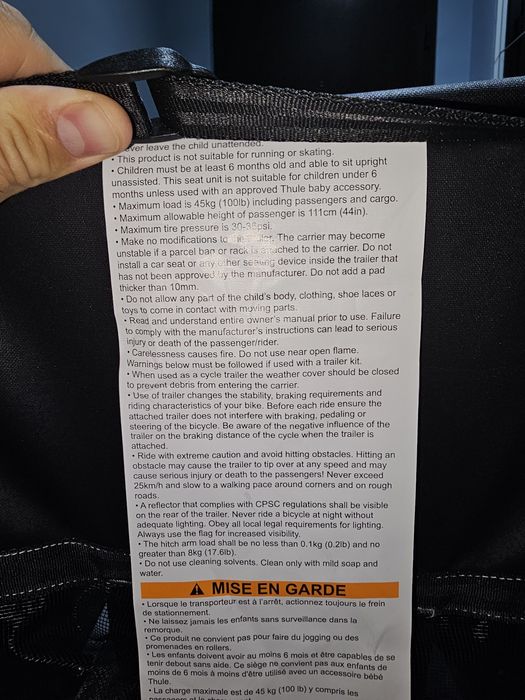 ever leave the child unattended.
• This product is not suitable for running or skating.
• Children must be at least 6 months old and able to sit upright
unassisted. This seat unit is not suitable for children under 6
months unless used with an approved Thule baby accessory.
• Maximum load is 45kg (100lb) including passengers and cargo.
• Maximum allowable height of passenger is 111cm (44in).
• Maximum tire pressure is psi.
• Make no modifications to The carrier may become
unstable if a parcel bag or rack is attached to the carrier. Do not
install a car seat or any other seating device inside the trailer that
has not been approved by the manufacturer. Do not add a pad
thicker than 10mm.
• Do not allow any part of the child's body, clothing, shoe laces or
toys to come in contact with moving parts.
• Read and understand entire owner's manual prior to use. Failure
to comply with the manufacturer's instructions can lead to serious
injury or death of the passenger/rider.
• Carelessness causes fire. Do not use near open flame.
Warnings below must be followed if used with a trailer kit.
• When used as a cycle trailer the weather cover should be closed
to prevent debris from entering the carrier.
• Use of trailer changes the stability, braking requirements and
riding characteristics of your bike. Before each ride ensure the
attached trailer does not interfere with braking, pedaling or
steering of the bicycle. Be aware of the negative influence of the
trailer on the braking distance of the cycle when the trailer is
attached.
• Ride with extreme caution and avoid hitting obstacles. Hitting an
obstacle may cause the trailer to tip over at any speed and may
cause serious injury or death to the passengers! Never exceed
25km/h and slow to a walking pace around corners and on rough
roads.
• A reflector that complies with CPSC regulations shall be visible
on the rear of the trailer. Never ride a bicycle at night without
adequate lighting. Obey all local legal requirements for lighting.
Always use the flag for increased visibility.
• The hitch arm load shall be no less than 0.1kg (0.2lb) and no
greater than 8kg (17.6lb).
• Do not use cleaning solvents. Clean only with mild soap and
water.
⚠ MISE EN GARDE
• Lorsque le transporteur est à l'arrêt, actionnez toujours le frein
de stationnement.
• Ne laissez jamais les enfants sans surveillance dans la
remorque.
• Ce produit ne convient pas pour faire du jogging ou des
promenades en rollers.
• Les enfants doivent avoir au moins 6 mois et être capables de se
tenir debout sans aide. Ce siège ne convient pas aux enfants de
moins de 6 mois à moins d'être utilisé avec un accessoire bébé
Thule.
• La charge maximale est de 45 kg (100 lb) y compris les